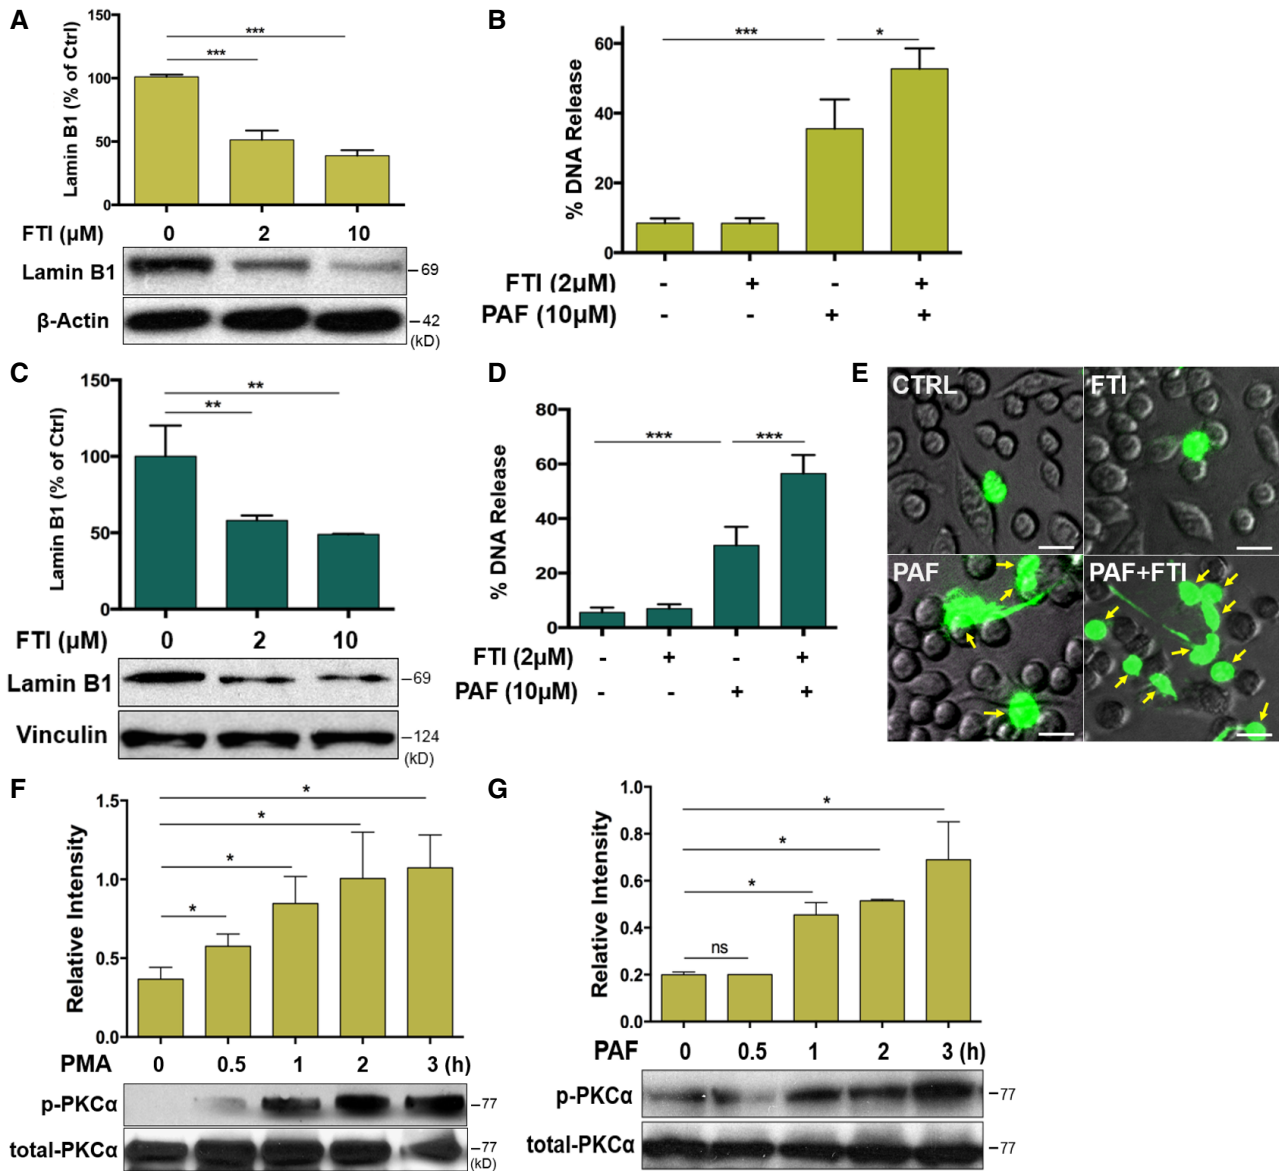 A
Lamin B1 (% of Ctrl)
150
100
50
0
***
***
FTI (µM) 0 2 10
Lamin B1 –69
β-Actin –42
(kD)
B
% DNA Release
60
40
20
0
*** *
FTI (2µM) - + - +
PAF (10µM) - - + +
C
Lamin B1 (% of Ctrl)
150
100
50
0
**
**
FTI (µM) 0 2 10
Lamin B1 –69
Vinculin –124
(kD)
D
% DNA Release
80
60
40
20
0
*** ***
FTI (2µM) - + - +
PAF (10µM) - - + +
E
CTRL FTI
PAF PAF+FTI
F
Relative Intensity
1.5
1.0
0.5
0.0
*
*
*
*
PMA 0 0.5 1 2 3 (h)
p-PKCα –77
total-PKCα –77
(kD)
G
Relative Intensity
1.0
0.8
0.6
0.4
0.2
0.0
*
*
*
ns
PAF 0 0.5 1 2 3 (h)
p-PKCα –77
total-PKCα –77